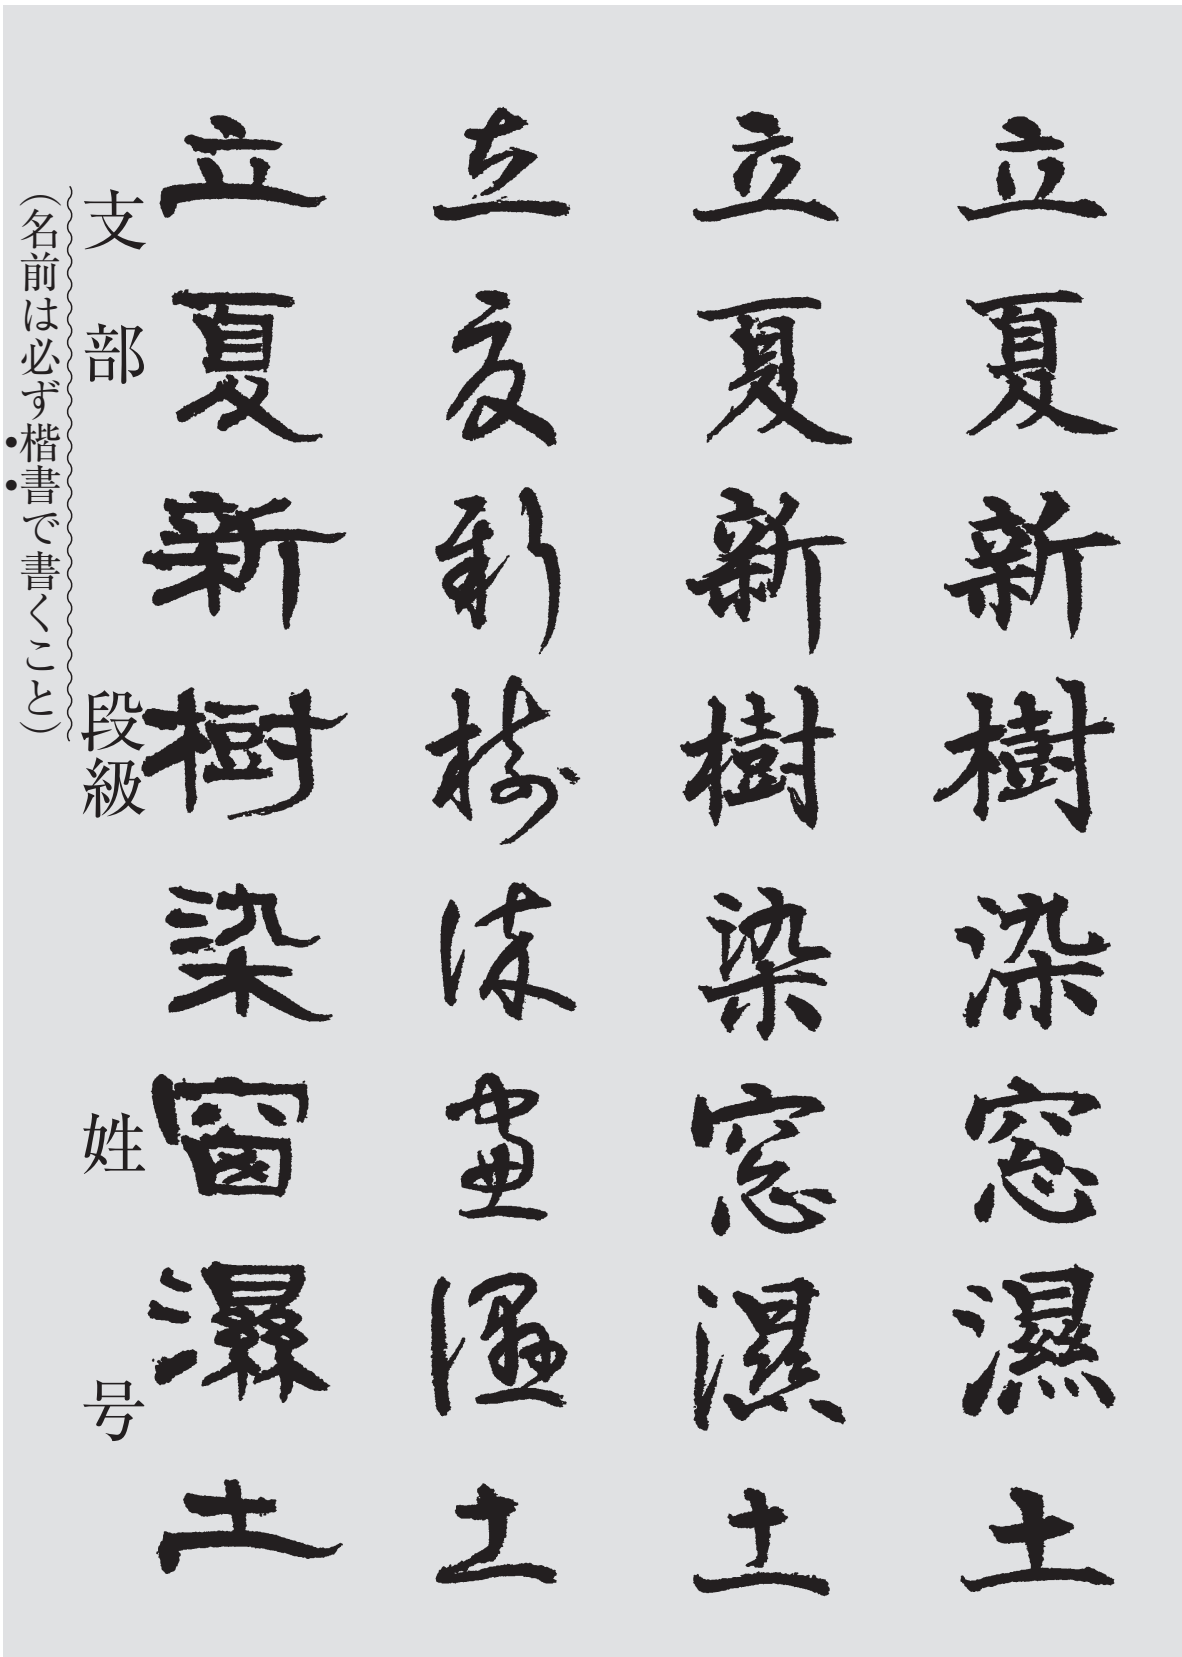 立夏新樹染窓濕土
立夏新樹染窓濕土
立夏新樹染窓濕土
立夏新樹染窗濕土
支部　段級　姓　号
（名前は必ず楷書で書くこと）